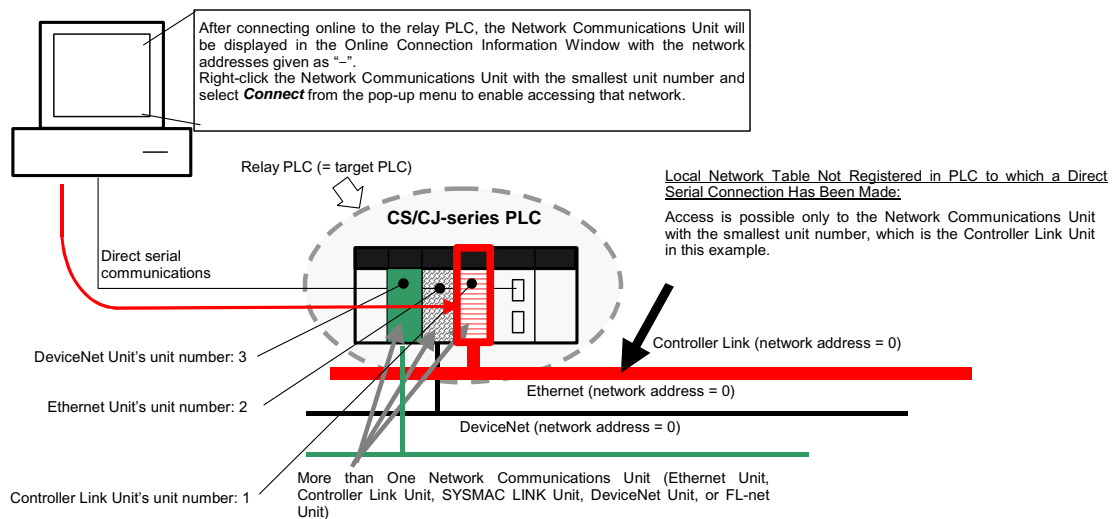 After connecting online to the relay PLC, the Network Communications Unit will
be displayed in the Online Connection Information Window with the network
addresses given as “–”.
Right-click the Network Communications Unit with the smallest unit number and
select Connect from the pop-up menu to enable accessing that network.
Relay PLC (= target PLC)
Local Network Table Not Registered in PLC to which a Direct
Serial Connection Has Been Made:
Access is possible only to the Network Communications Unit
with the smallest unit number, which is the Controller Link Unit
in this example.
CS/CJ-series PLC
Direct serial
communications
Controller Link (network address = 0)
DeviceNet Unit's unit number: 3
Ethernet (network address = 0)
Ethernet Unit's unit number: 2
DeviceNet (network address = 0)
More than One Network Communications Unit (Ethernet Unit,
Controller Link Unit, SYSMAC LINK Unit, DeviceNet Unit, or FL-net
Unit)
Controller Link Unit's unit number: 1